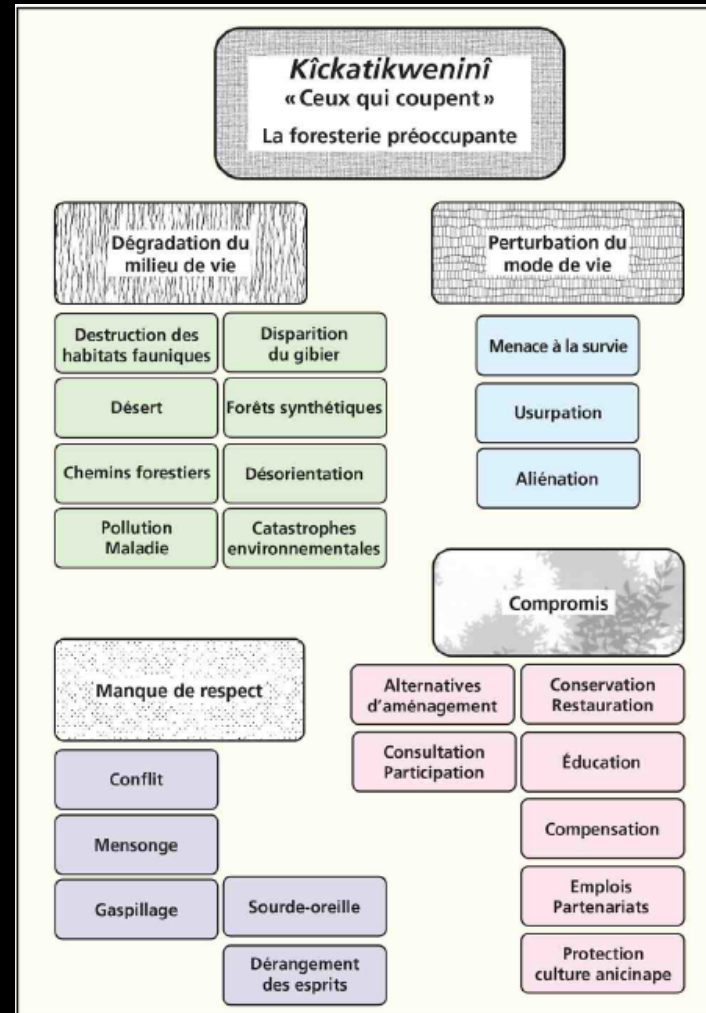 Kîckatikweninî
« Ceux qui coupent »
La foresterie préoccupante
Dégradation du
milieu de vie
Destruction des
habitats fauniques
Disparition
du gibier
Désert
Forêts synthétiques
Chemins forestiers
Désorientation
Pollution
Maladie
Catastrophes
environnementales
Perturbation du
mode de vie
Menace à la survie
Usurpation
Aliénation
Manque de respect
Conflit
Mensonge
Gaspillage
Sourde-oreille
Dérangement
des esprits
Compromis
Alternatives
d'aménagement
Conservation
Restauration
Consultation
Participation
Éducation
Compensation
Emplois
Partenariats
Protection
culture anicinape